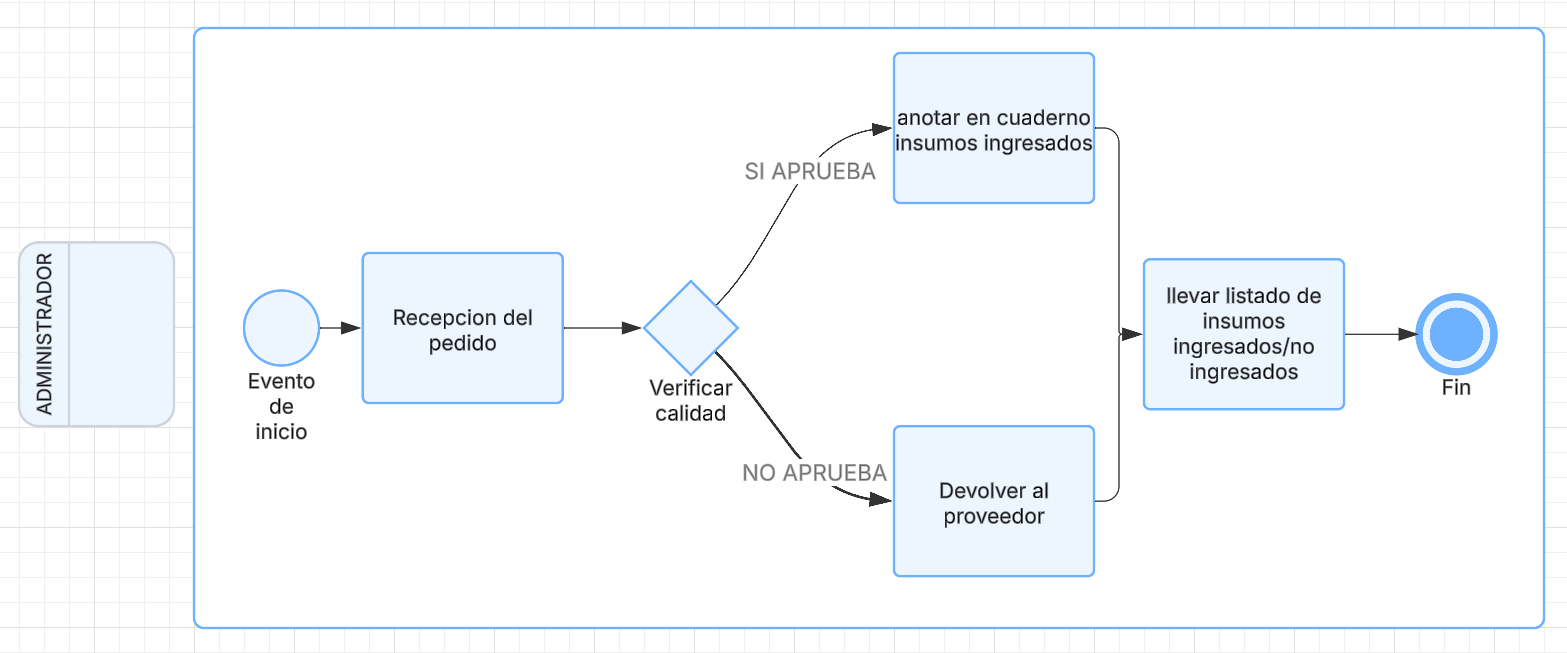 ADMINISTRADOR
Evento
de
inicio
Recepcion del
pedido
Verificar
calidad
SI APRUEBA
NO APRUEBA
anotar en cuaderno
insumos ingresados
Devolver al
proveedor
llevar listado de
insumos
ingresados/no
ingresados
Fin